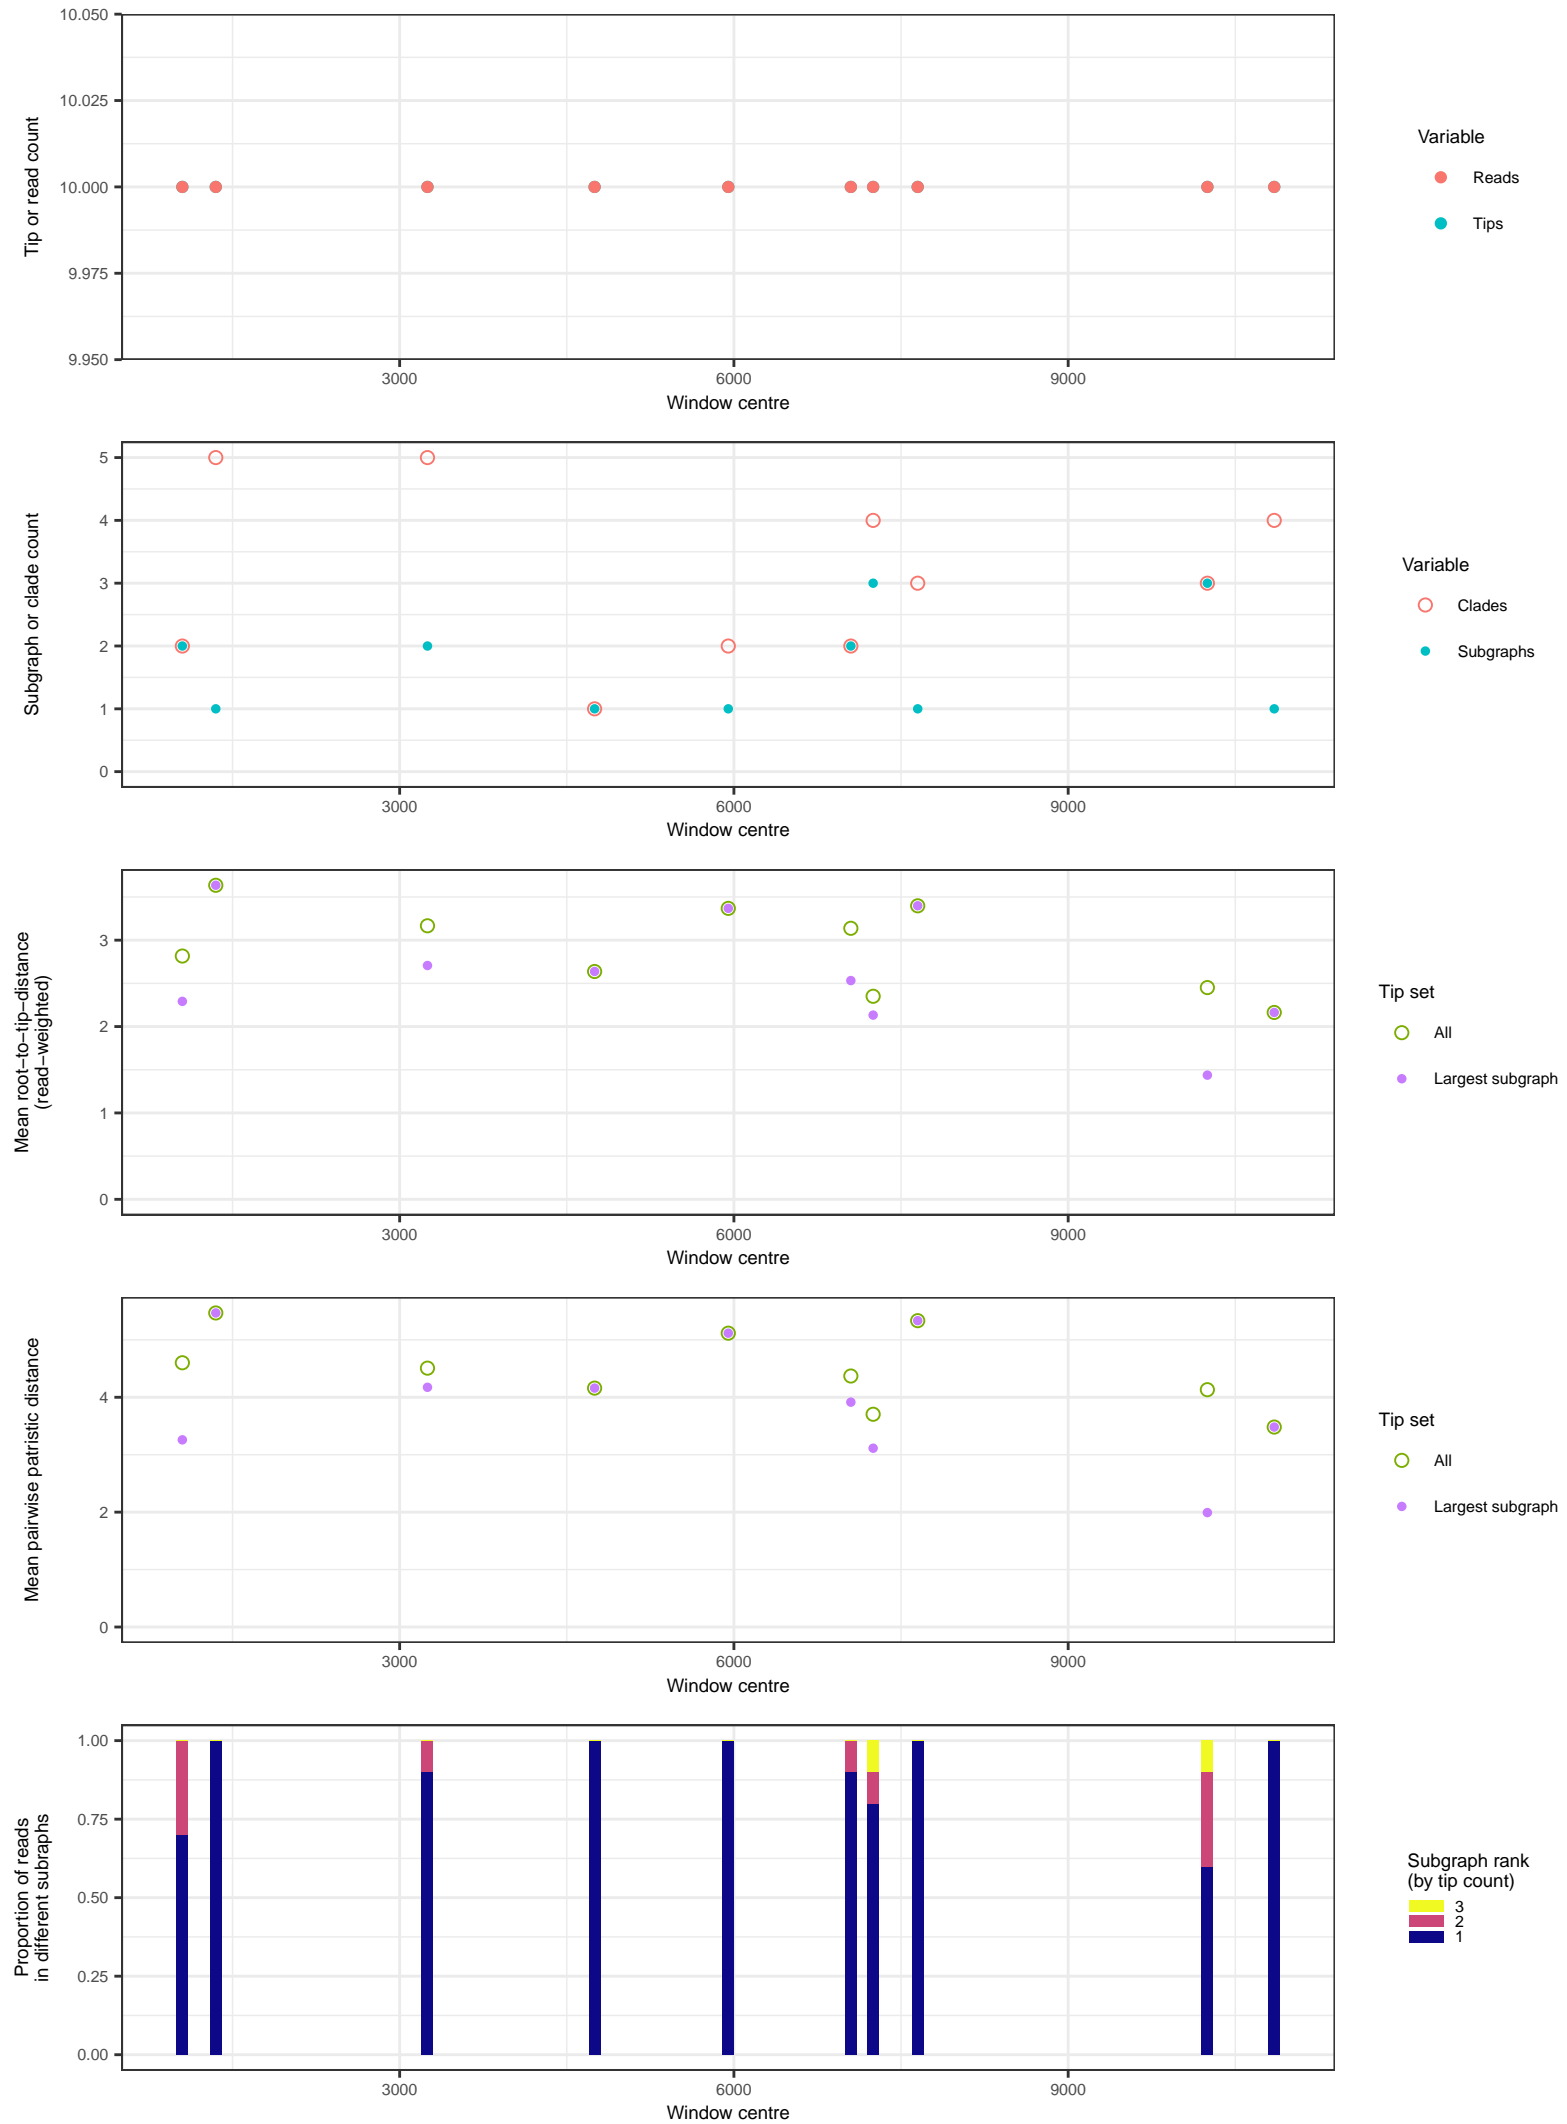 10.050
10.025
10.000
9.975
9.950
Tip or read count
3000 6000 9000
Window centre
Variable
Reads
Tips
5
4
3
2
1
0
Subgraph or clade count
3000 6000 9000
Window centre
Variable
Clades
Subgraphs
3
2
1
0
Mean root−to−tip−distance
(read−weighted)
3000 6000 9000
Window centre
Tip set
All
Largest subgraph
4
2
0
Mean pairwise patristic distance
3000 6000 9000
Window centre
Tip set
All
Largest subgraph
1.00
0.75
0.50
0.25
0.00
Proportion of reads
in different subraphs
3000 6000 9000
Window centre
Subgraph rank
(by tip count)
3
2
1